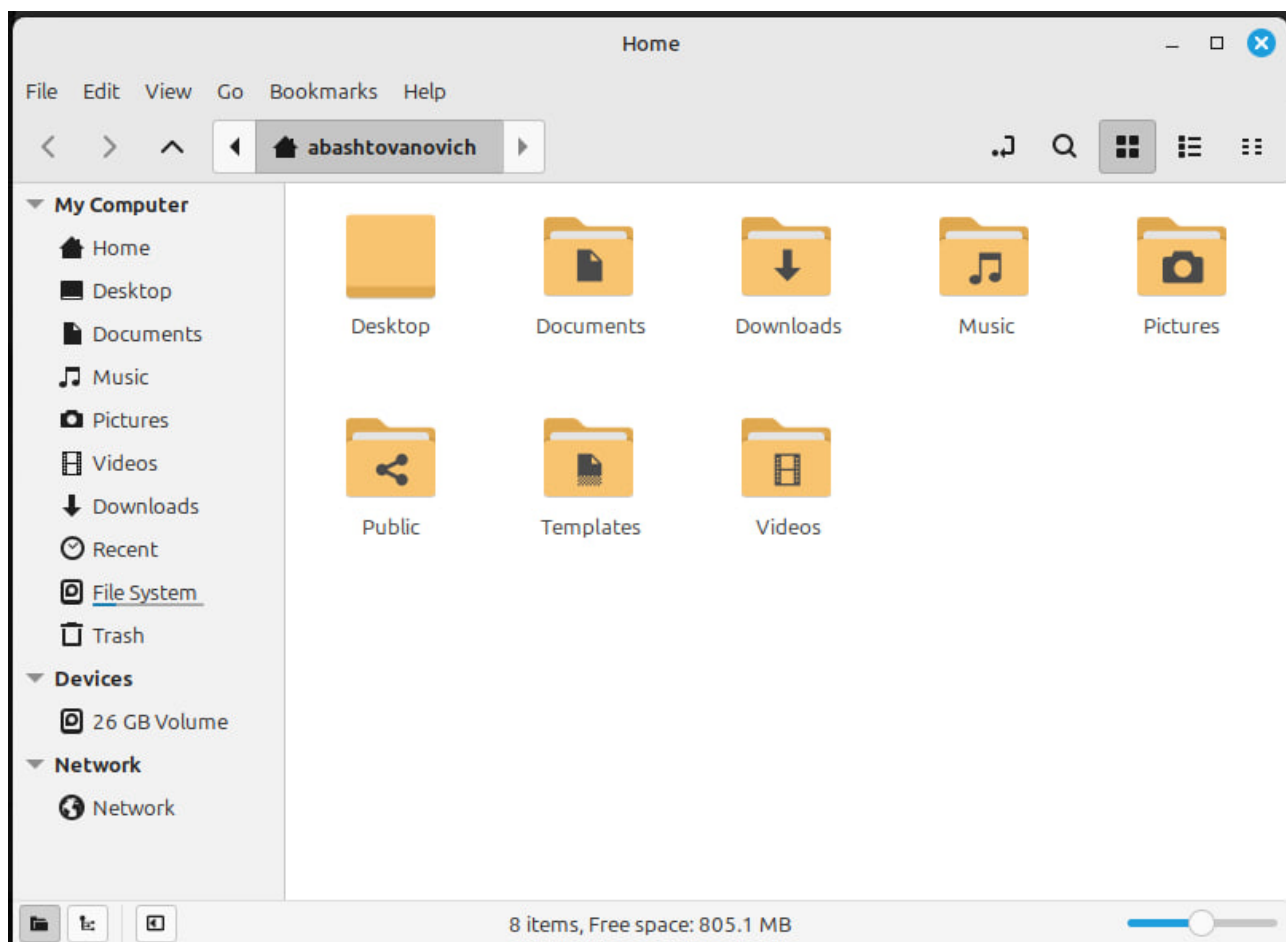 Home
File Edit View Go Bookmarks Help
abashtovanovich
My Computer
Home
Desktop
Documents
Music
Pictures
Videos
Downloads
Recent
File System
Trash
Devices
26 GB Volume
Network
Network
Desktop Documents Downloads Music Pictures
Public Templates Videos
8 items, Free space: 805.1 MB